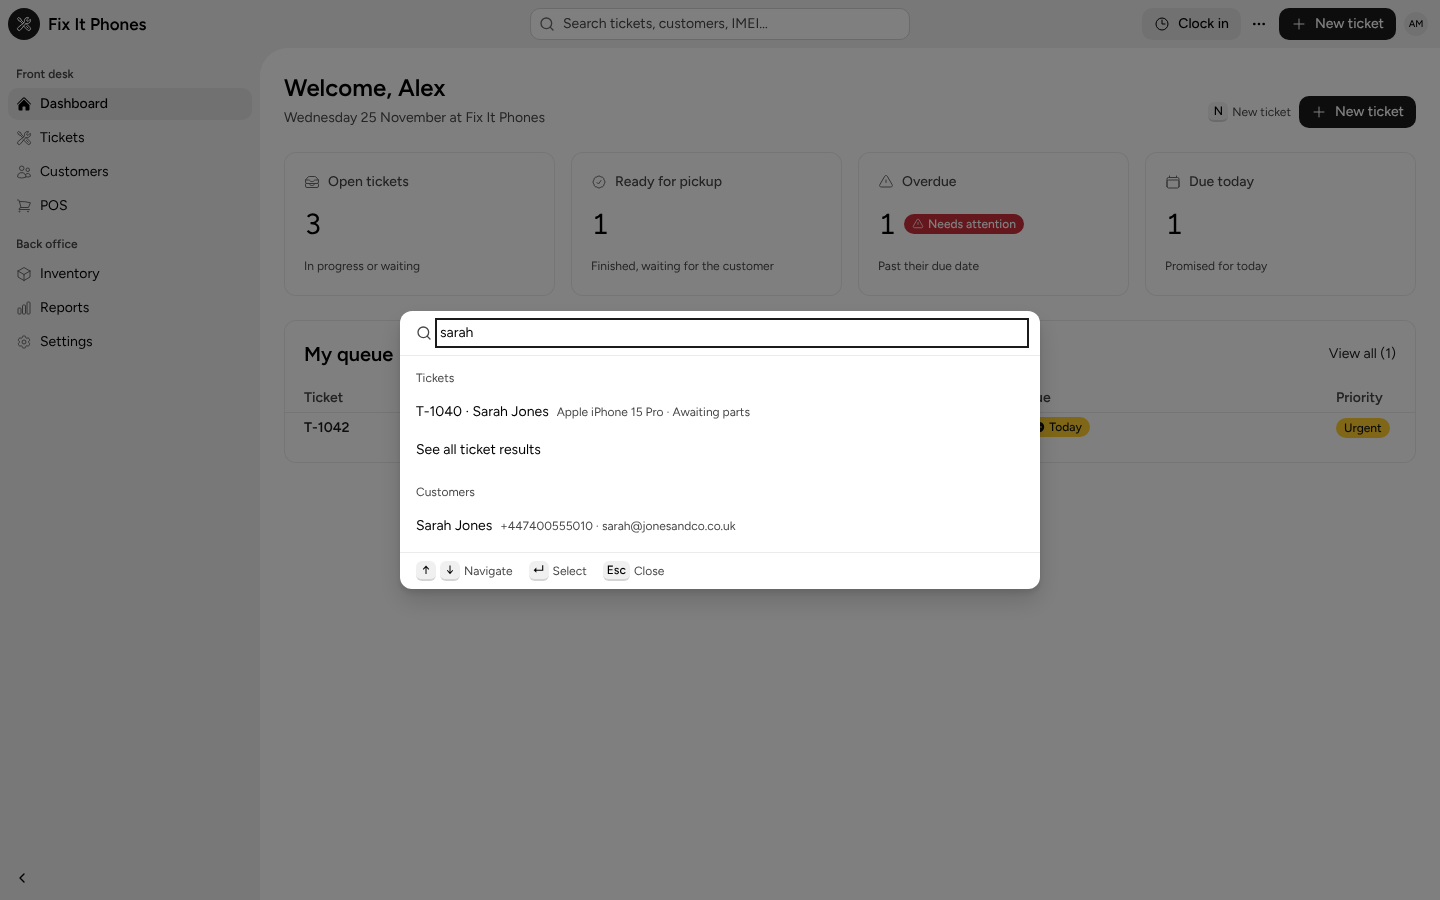 Fix It Phones
Search tickets, customers, IMEI...
Clock in
New ticket
AM
Front desk
Dashboard
Tickets
Customers
POS
Back office
Inventory
Reports
Settings
Welcome, Alex
Wednesday 25 November at Fix It Phones
N New ticket
New ticket
Open tickets
3
In progress or waiting
Ready for pickup
1
Finished, waiting for the customer
Overdue
1 Needs attention
Past their due date
Due today
1
Promised for today
My queue
View all (1)
Ticket
Priority
T-1042
Today
Urgent
sarah
Tickets
T-1040 · Sarah Jones Apple iPhone 15 Pro · Awaiting parts
See all ticket results
Customers
Sarah Jones +447400555010 · sarah@jonesandco.co.uk
↑ ↓ Navigate ↵ Select Esc Close